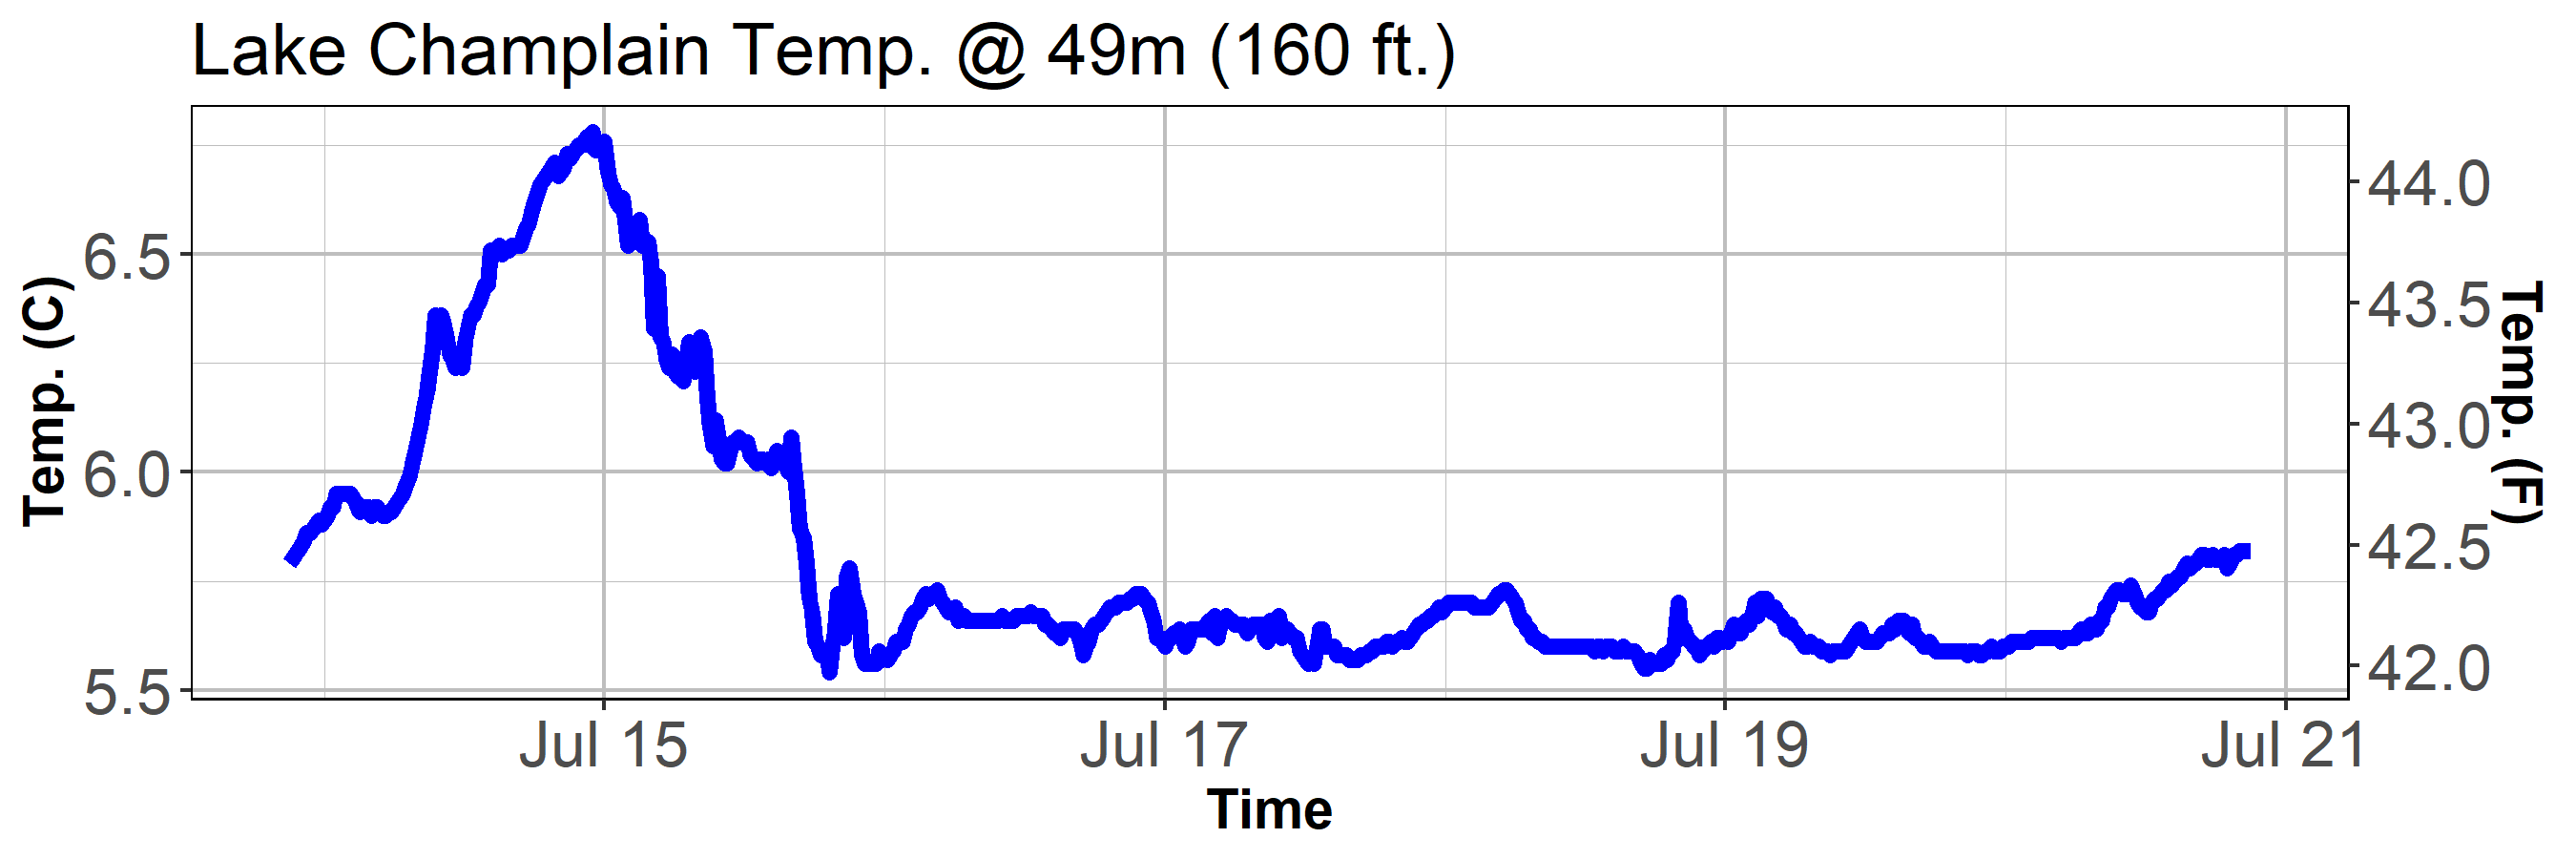 Lake Champlain Temp. @ 49m (160 ft.)
Temp. (C)
6.5
6.0
5.5
44.0
43.5
43.0
42.5
42.0
Temp. (F)
Jul 15
Jul 17
Jul 19
Jul 21
Time